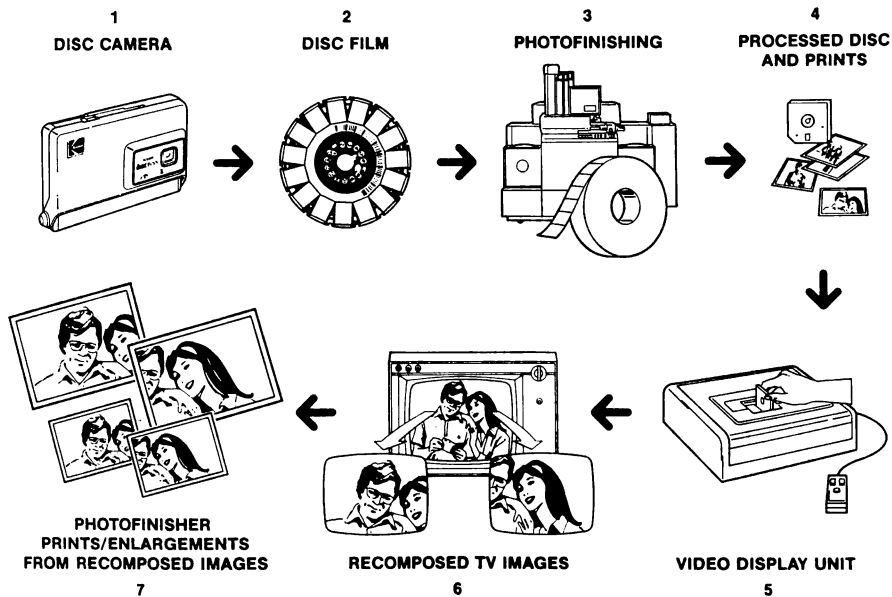 1
DISC CAMERA
2
DISC FILM
3
PHOTOFINISHING
4
PROCESSED DISC
AND PRINTS
PHOTOFINISHER
PRINTS/ENLARGEMENTS
FROM RECOMPOSED IMAGES
7
RECOMPOSED TV IMAGES
6
VIDEO DISPLAY UNIT
5